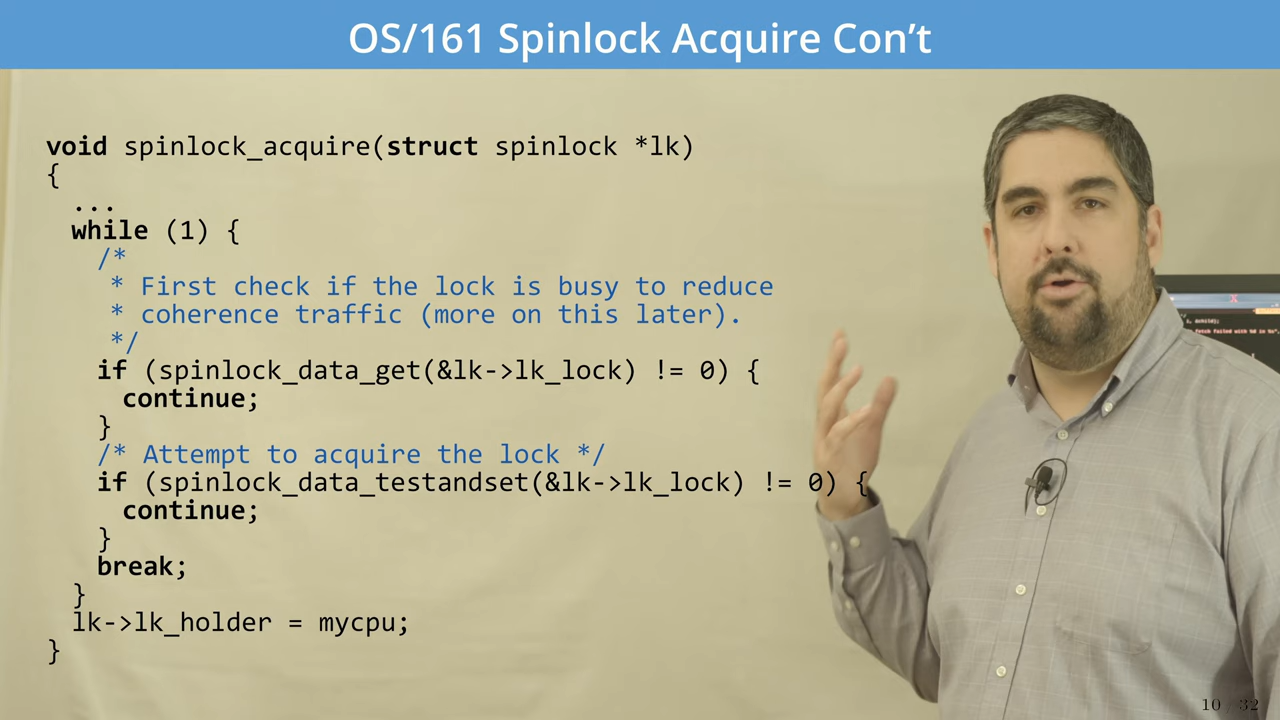 OS/161 Spinlock Acquire Con’t
void spinlock_acquire(struct spinlock *lk)
{
...
while (1) {
/*
* First check if the lock is busy to reduce
* coherence traffic (more on this later).
*/
if (spinlock_data_get(&lk->lk_lock) != 0) {
continue;
}
/* Attempt to acquire the lock */
if (spinlock_data_testandset(&lk->lk_lock) != 0) {
continue;
}
break;
}
lk->lk_holder = mycpu;
}
10 / 32